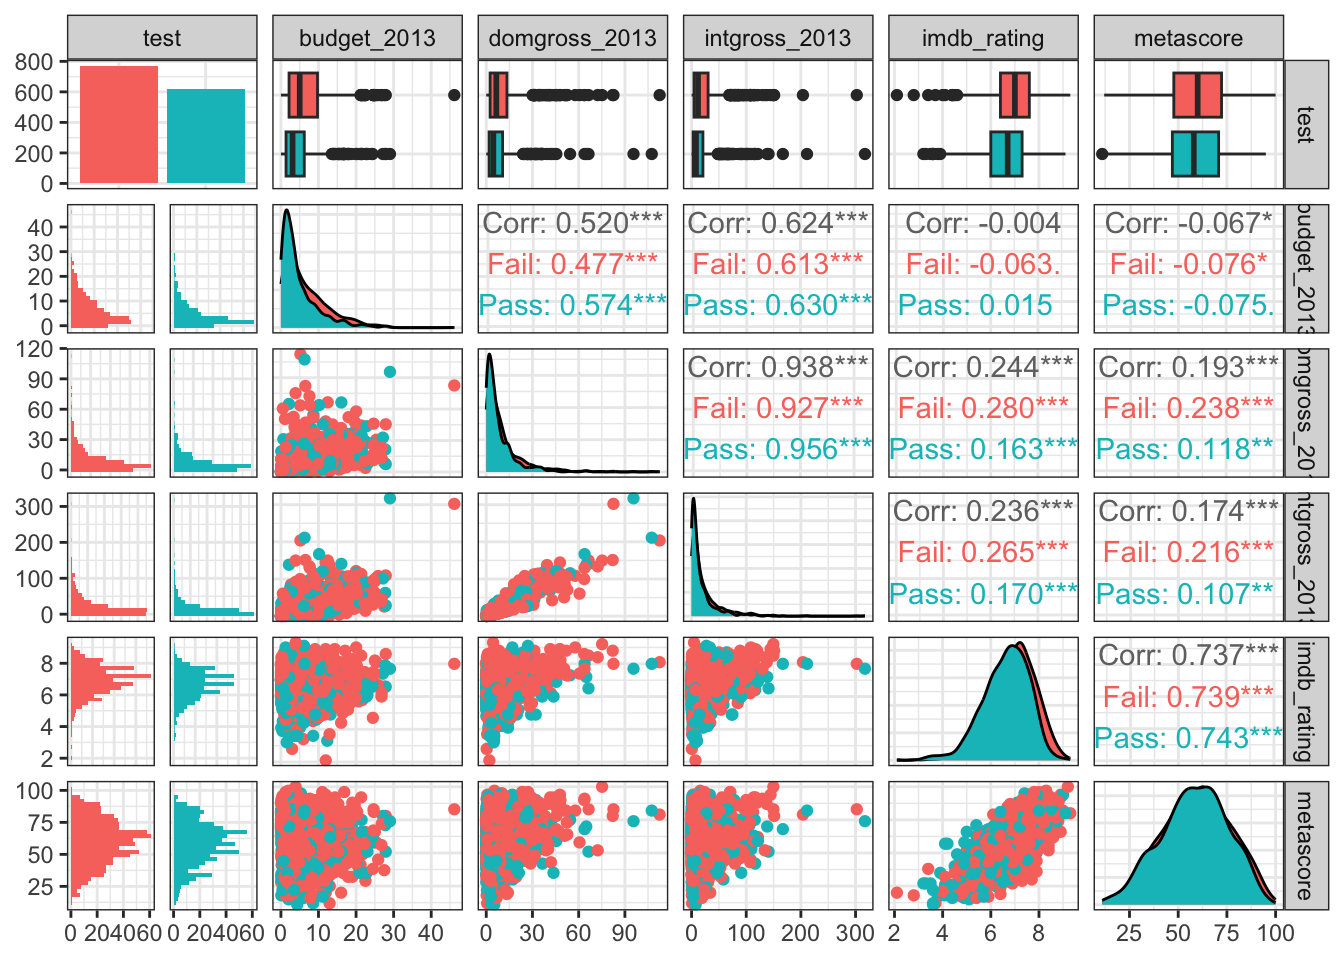 test budget_2013 domgross_2013 intgross_2013 imdb_rating metascore
800
600
400
200
0
test
40
30
20
10
0
Corr: 0.520*** Corr: 0.624*** Corr: -0.004 Corr: -0.067*
Fail: 0.477*** Fail: 0.613*** Fail: -0.063. Fail: -0.076*
Pass: 0.574*** Pass: 0.630*** Pass: 0.015 Pass: -0.075.
budget_2013
120
90
60
30
0
Corr: 0.938*** Corr: 0.244*** Corr: 0.193***
Fail: 0.927*** Fail: 0.280*** Fail: 0.238***
Pass: 0.956*** Pass: 0.163*** Pass: 0.118**
omgross_201
300
200
100
0
Corr: 0.236*** Corr: 0.174***
Fail: 0.265*** Fail: 0.216***
Pass: 0.170*** Pass: 0.107**
ntgross_2013
8
6
4
2
Corr: 0.737***
Fail: 0.739***
Pass: 0.743***
imdb_rating
100
75
50
25
metascore
0 20 40 60 0 20 40 60 0 10 20 30 40 0 30 60 90 0 100 200 300 2 4 6 8 25 50 75 100